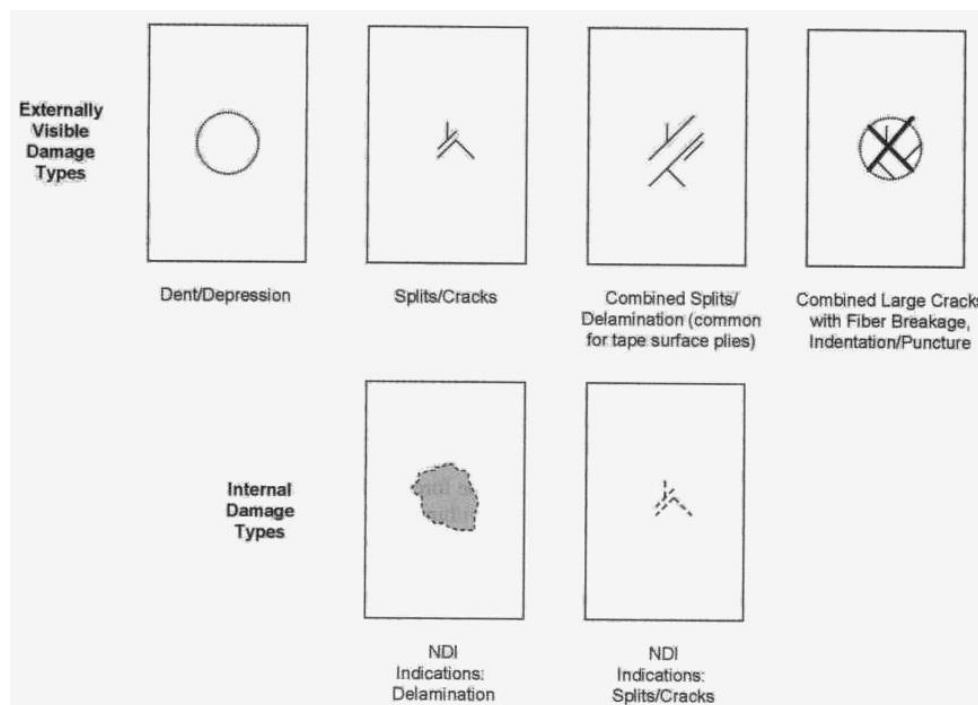 Externally
Visible
Damage
Types
Dent/Depression
Splits/Cracks
Combined Splits/
Delamination (common
for tape surface plies)
Combined Large Cracks
with Fiber Breakage,
Indentation/Puncture
Internal
Damage
Types
NDI
Indications:
Delamination
NDI
Indications:
Splits/Cracks